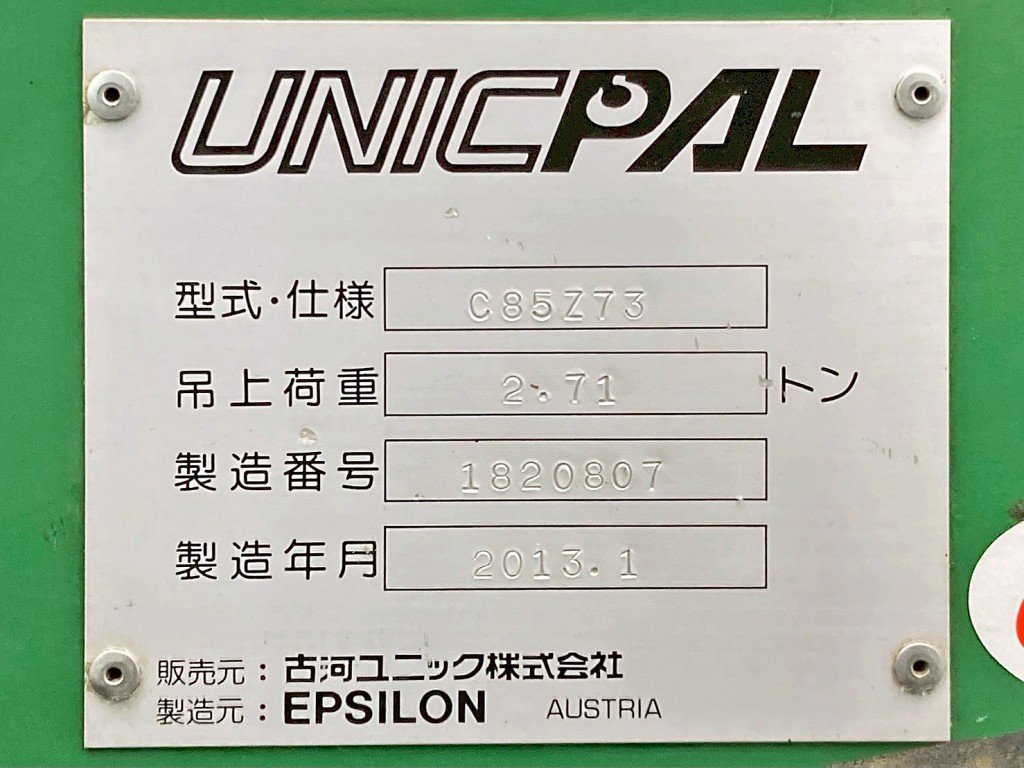 UNICPAL
型式・仕様 C85Z73
吊上荷重 2.71 トン
製造番号 1820807
製造年月 2013.1
販売元：古河ユニック株式会社
製造元：EPSILON AUSTRIA